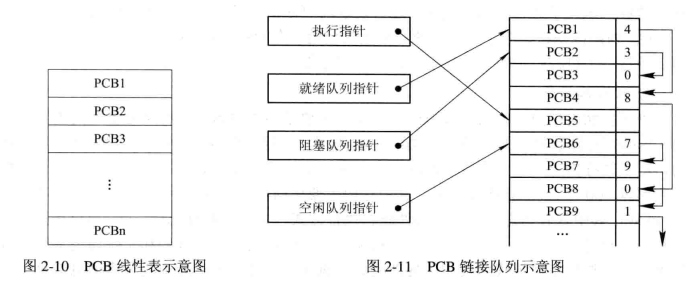 PCB1
PCB2
PCB3
⋮
PCBn
图 2-10 PCB 线性表示意图
执行指针
就绪队列指针
阻塞队列指针
空闲队列指针
PCB1 4
PCB2 3
PCB3 0
PCB4 8
PCB5
PCB6 7
PCB7 9
PCB8 0
PCB9 1
…
图 2-11 PCB 链接队列示意图